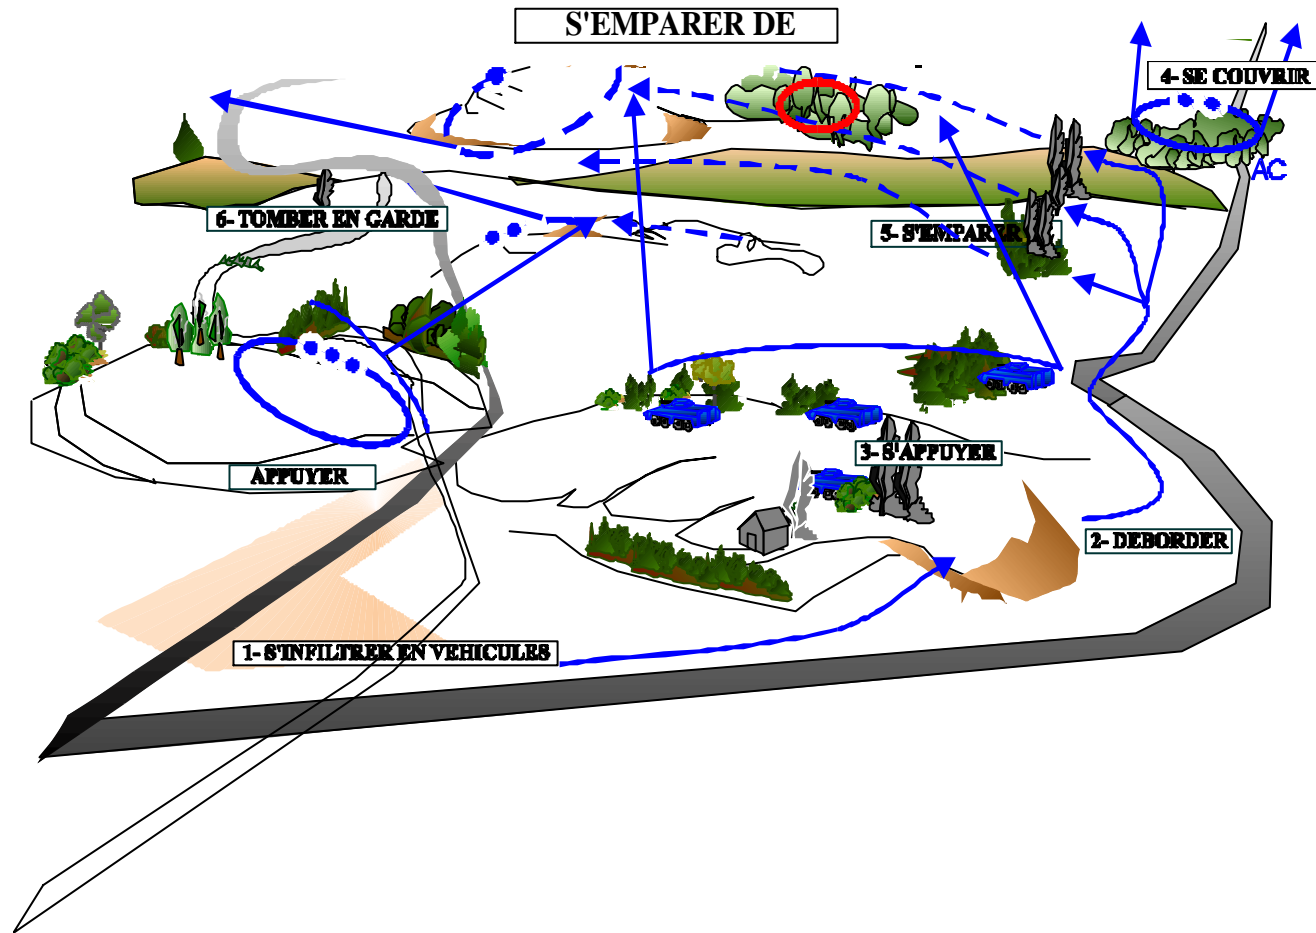 S'EMPARER DE
4- SE COUVRIR
AC
6- TOMBER EN GARDE
5- S'EMPARER
3- S'APPUYER
APPUYER
2- DEBORDER
1- S'INFILTRER EN VEHICULES